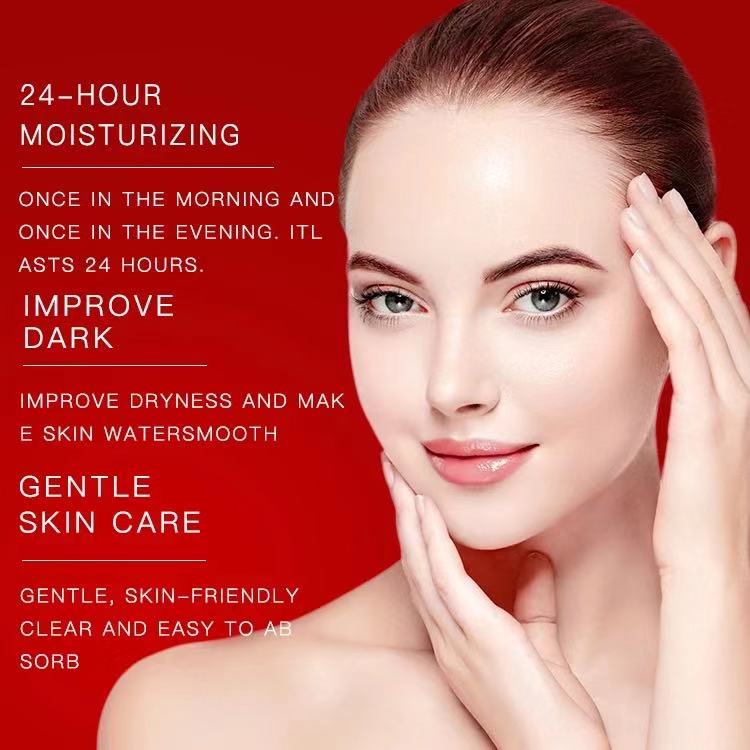 24-HOUR
MOISTURIZING
ONCE IN THE MORNING AND
ONCE IN THE EVENING. ITL
ASTS 24 HOURS.
IMPROVE
DARK
IMPROVE DRYNESS AND MAK
E SKIN WATERSMOOTH
GENTLE
SKIN CARE
GENTLE, SKIN-FRIENDLY
CLEAR AND EASY TO AB
SORB